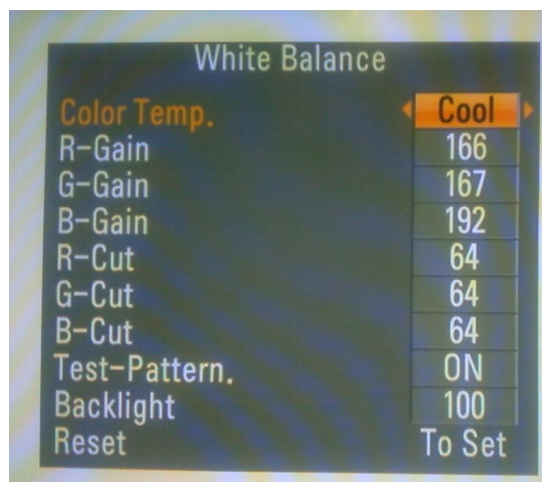 White Balance
Color Temp. Cool
R-Gain 166
G-Gain 167
B-Gain 192
R-Cut 64
G-Cut 64
B-Cut 64
Test-Pattern. ON
Backlight 100
Reset To Set